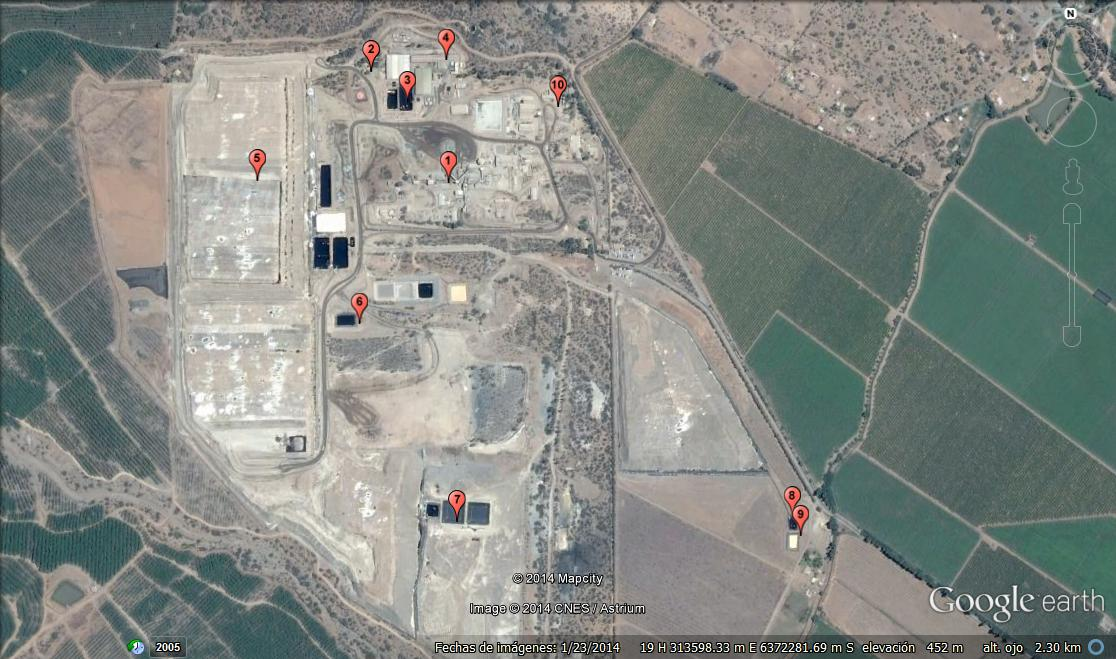 N
4
2
3
10
1
5
6
7
8
9
© 2014 Mapcity
Image © 2014 CNES / Astrium
Google earth
2005
Fechas de imágenes: 1/23/2014 19 H 313598.33 m E 6372281.69 m S elevación 452 m alt. ojo 2.30 km